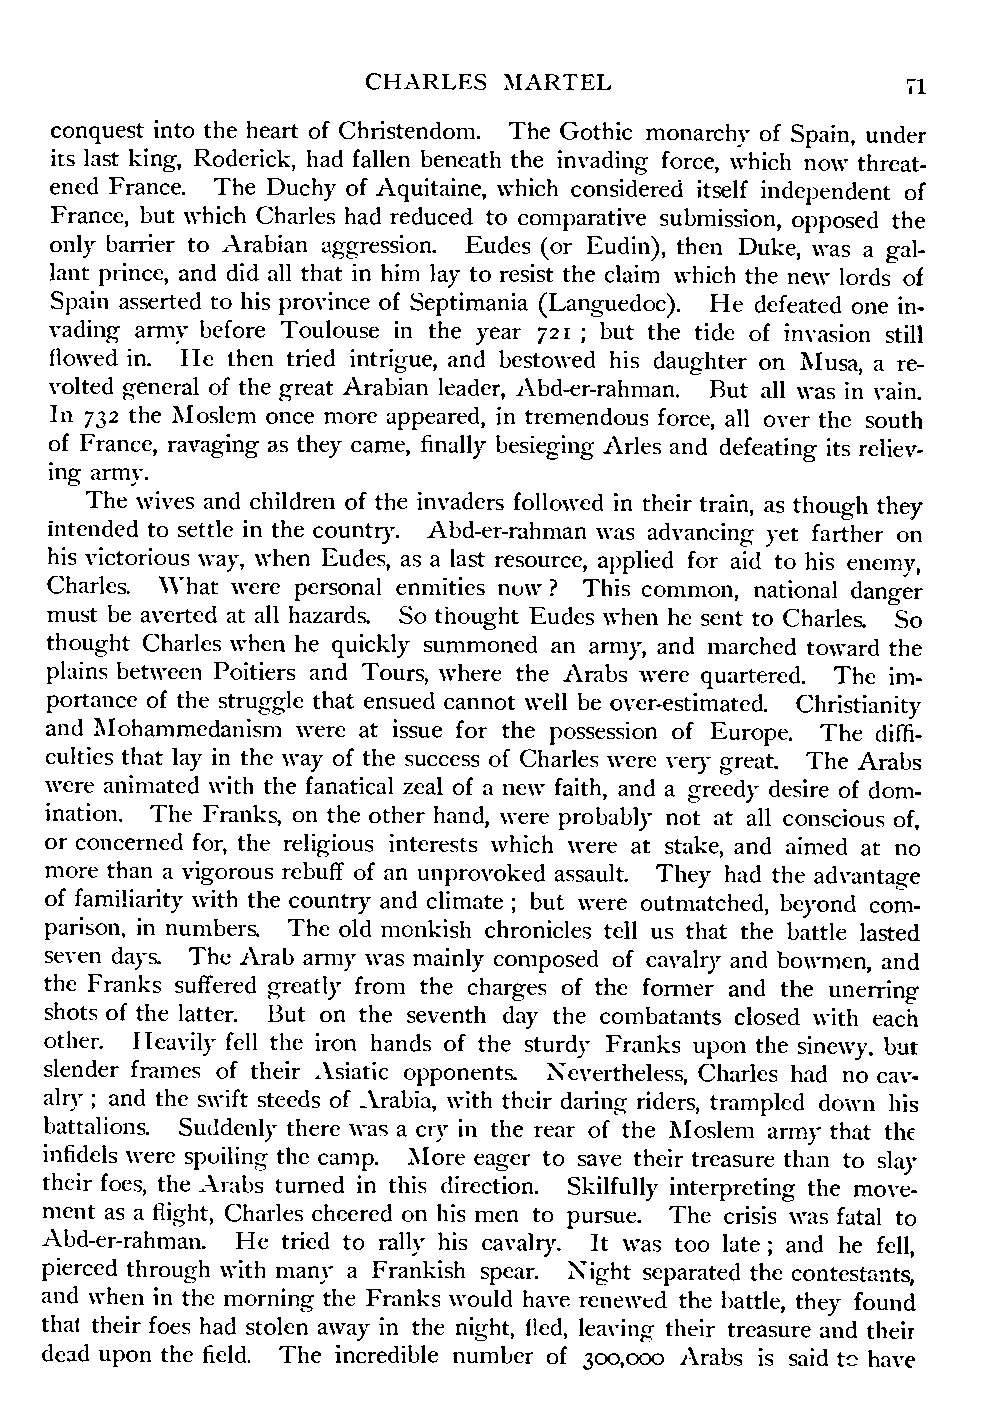 CHARLES MARTEL 71
conquest into the heart of Christendom. The Gothic monarchy of Spain, under
its last king, Roderick, had fallen beneath the invading force, which now threat-
ened France. The Duchy of Aquitaine, which considered itself independent of
France, but which Charles had reduced to comparative submission, opposed the
only barrier to Arabian aggression. Eudes (or Eudin), then Duke, was a gal-
lant prince, and did all that in him lay to resist the claim which the new lords of
Spain asserted to his province of Septimania (Languedoc). He defeated one in-
vading army before Toulouse in the year 721 ; but the tide of invasion still
flowed in. He then tried intrigue, and bestowed his daughter on Musa, a re-
volted general of the great Arabian leader, Abd-er-rahman. But all was in vain.
In 732 the Moslem once more appeared, in tremendous force, all over the south
of France, ravaging as they came, finally besieging Arles and defeating its reliev-
ing army.
The wives and children of the invaders followed in their train, as though they
intended to settle in the country. Abd-er-rahman was advancing yet farther on
his victorious way, when Eudes, as a last resource, applied for aid to his enemy,
Charles. What were personal enmities now ? This common, national danger
must be averted at all hazards. So thought Eudes when he sent to Charles. So
thought Charles when he quickly summoned an army, and marched toward the
plains between Poitiers and Tours, where the Arabs were quartered. The im-
portance of the struggle that ensued cannot well be over-estimated. Christianity
and Mohammedanism were at issue for the possession of Europe. The diffi-
culties that lay in the way of the success of Charles were very great. The Arabs
were animated with the fanatical zeal of a new faith, and a greedy desire of dom-
ination. The Franks, on the other hand, were probably not at all conscious of,
or concerned for, the religious interests which were at stake, and aimed at no
more than a vigorous rebuff of an unprovoked assault. They had the advantage
of familiarity with the country and climate ; but were outmatched, beyond com-
parison, in numbers. The old monkish chronicles tell us that the battle lasted
seven days. The Arab army was mainly composed of cavalry and bowmen, and
the Franks suffered greatly from the charges of the former and the unerring
shots of the latter. But on the seventh day the combatants closed with each
other. Heavily fell the iron hands of the sturdy Franks upon the sinewy, but
slender frames of their Asiatic opponents. Nevertheless, Charles had no cav-
alry ; and the swift steeds of Arabia, with their daring riders, trampled down his
battalions. Suddenly there was a cry in the rear of the Moslem army that the
infidels were spoiling the camp. More eager to save their treasure than to slay
their foes, the Arabs turned in this direction. Skilfully interpreting the move-
ment as a flight, Charles cheered on his men to pursue. The crisis was fatal to
Abd-er-rahman. He tried to rally his cavalry. It was too late ; and he fell,
pierced through with many a Frankish spear. Night separated the contestants,
and when in the morning the Franks would have renewed the battle, they found
that their foes had stolen away in the night, fled, leaving their treasure and their
dead upon the field. The incredible number of 300,000 Arabs is said to have